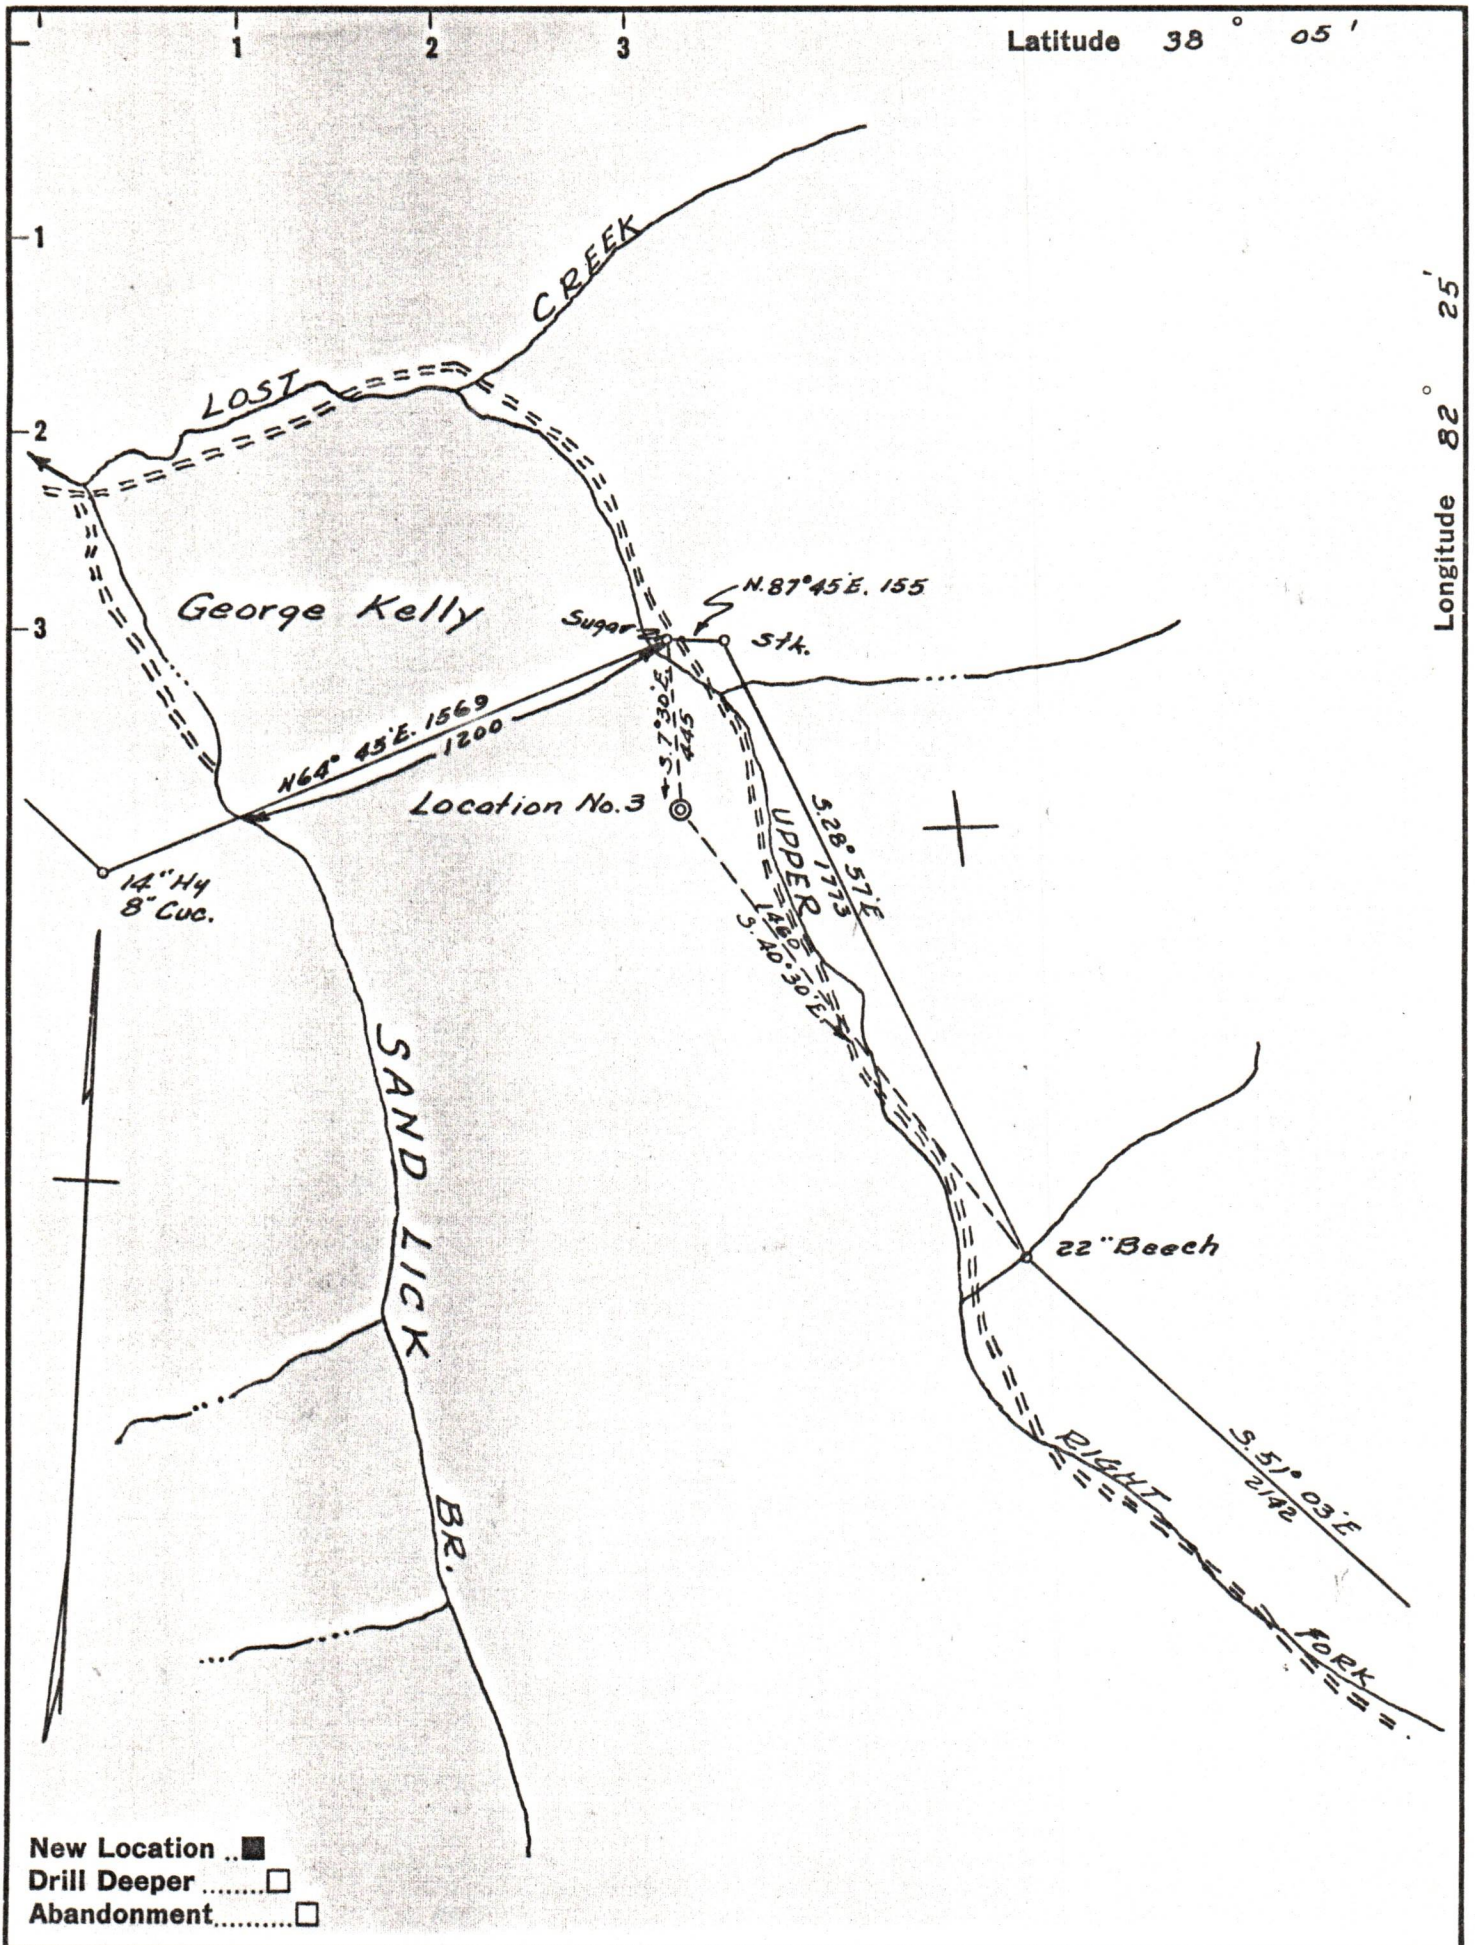 1 2 3
Latitude 38° 05'
1
2
3
Longitude 82° 25'
CREEK
LOST
George Kelly
N.87°45'E. 155
Sugar
Stk.
N64° 45'E. 1569
1200
S.7°30'E
445
Location No.3
14" Hy
8" Cuc.
UPPER
S.28° 57'E
1773
1460
S. 40°30'E
SAND LICK BR.
22" Beech
RIGHT FORK
S.51° 03'E
2142
New Location ..■
Drill Deeper ........□
Abandonment..........□